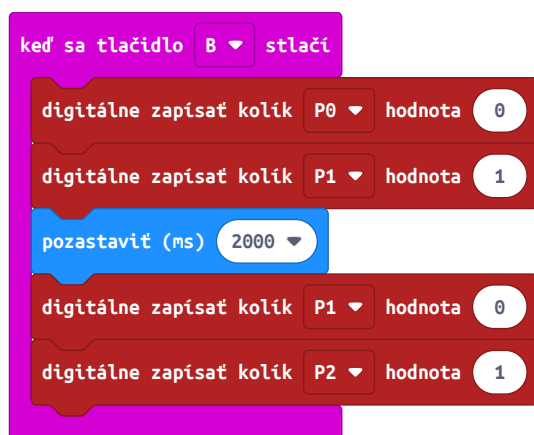 keď sa tlačidlo B stlačí
digitálne zapísať kolík P0 hodnota 0
digitálne zapísať kolík P1 hodnota 1
pozastaviť (ms) 2000
digitálne zapísať kolík P1 hodnota 0
digitálne zapísať kolík P2 hodnota 1